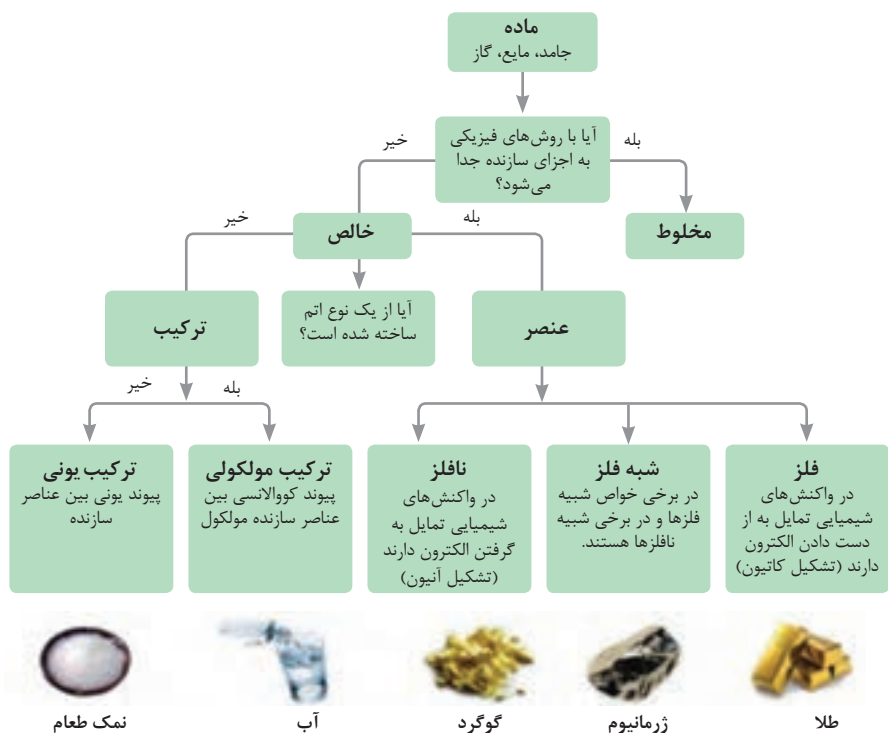 ماده
جامد، مایع، گاز
آیا با روش‌های فیزیکی
به اجزای سازنده جدا
می‌شود؟
بله
خیر
مخلوط
خالص
بله
خیر
عنصر
آیا از یک نوع اتم
ساخته شده است؟
ترکیب
بله
خیر
فلز
در واکنش‌های
شیمیایی تمایل به از
دست دادن الکترون
دارند (تشکیل کاتیون)
شبه فلز
در برخی خواص شبیه
فلزها و در برخی شبیه
نافلزها هستند.
نافلز
در واکنش‌های
شیمیایی تمایل به
گرفتن الکترون دارند
(تشکیل آنیون)
ترکیب مولکولی
پیوند کووالانسی بین
عناصر سازنده مولکول
ترکیب یونی
پیوند یونی بین عناصر
سازنده
طلا
ژرمانیوم
گوگرد
آب
نمک طعام